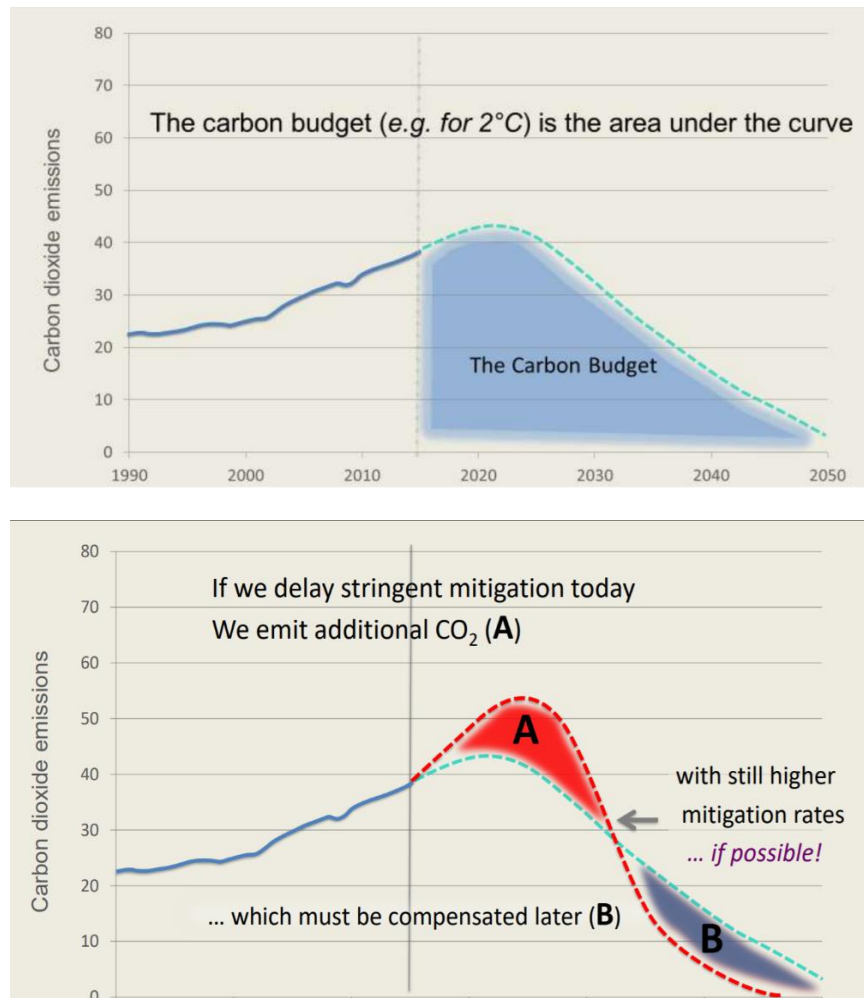 80
The carbon budget (e.g. for 2°C) is the area under the curve
70
60
50
40
30
20
10
0
Carbon dioxide emissions
The Carbon Budget
1990 2000 2010 2020 2030 2040 2050
80
If we delay stringent mitigation today
70
We emit additional CO₂ (A)
60
50
A
40
with still higher
mitigation rates
... if possible!
30
20
... which must be compensated later (B)
B
10
0
Carbon dioxide emissions